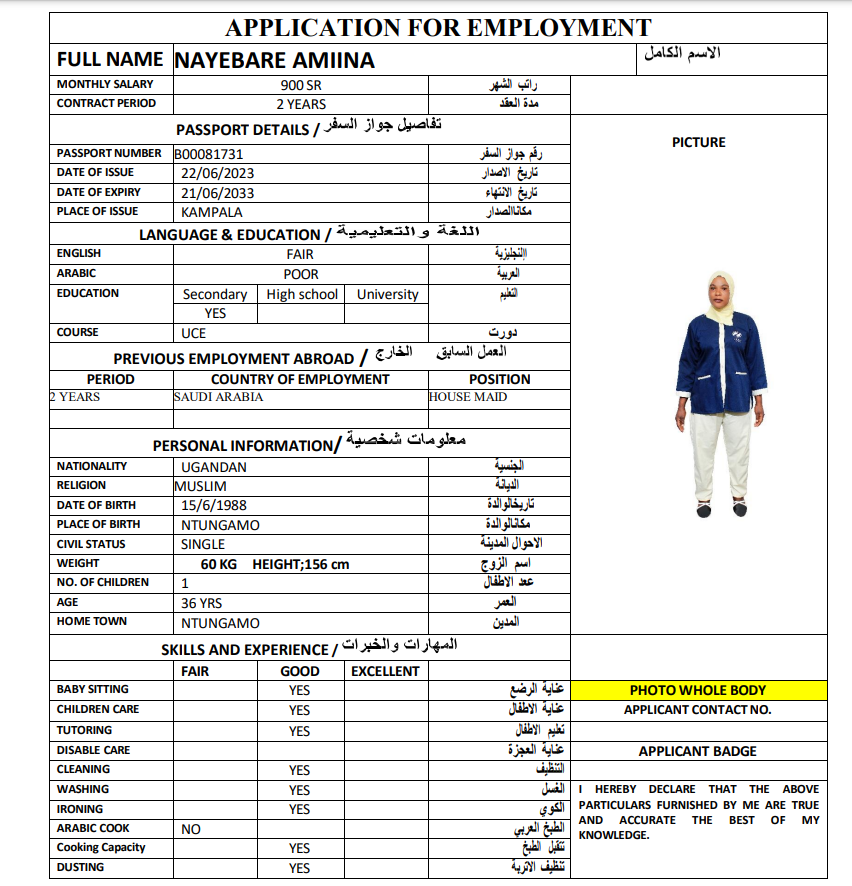 APPLICATION FOR EMPLOYMENT
FULL NAME NAYEBARE AMIINA الاسم الكامل
MONTHLY SALARY 900 SR راتب الشهر
CONTRACT PERIOD 2 YEARS مدة العقد
PASSPORT DETAILS / تفاصيل جواز السفر
PICTURE
PASSPORT NUMBER B00081731 رقم جواز السفر
DATE OF ISSUE 22/06/2023 تاريخ الاصدار
DATE OF EXPIRY 21/06/2033 تاريخ الانتهاء
PLACE OF ISSUE KAMPALA مكاناالصدار
LANGUAGE & EDUCATION / اللغة والتعليمية
ENGLISH FAIR اإلنجليزية
ARABIC POOR العربية
EDUCATION Secondary High school University التعليم
YES
COURSE UCE دورت
PREVIOUS EMPLOYMENT ABROAD / العمل السابق الخارج
PERIOD COUNTRY OF EMPLOYMENT POSITION
2 YEARS SAUDI ARABIA HOUSE MAID
PERSONAL INFORMATION/ معلومات شخصية
NATIONALITY UGANDAN الجنسية
RELIGION MUSLIM الديانة
DATE OF BIRTH 15/6/1988 تاريخالوالدة
PLACE OF BIRTH NTUNGAMO مكانالوالدة
CIVIL STATUS SINGLE الاحوال المدينة
WEIGHT 60 KG HEIGHT;156 cm اسم الزوج
NO. OF CHILDREN 1 عدد الاطفال
AGE 36 YRS العمر
HOME TOWN NTUNGAMO المدين
SKILLS AND EXPERIENCE / المهارات والخبرات
FAIR GOOD EXCELLENT
BABY SITTING YES عناية الرضع
PHOTO WHOLE BODY
CHILDREN CARE YES عناية الاطفال
APPLICANT CONTACT NO.
TUTORING YES تعليم الاطفال
DISABLE CARE عناية العجزة
APPLICANT BADGE
CLEANING YES التنظيف
WASHING YES الغسل
IRONING YES الكوي
ARABIC COOK NO الطبخ العربي
Cooking Capacity YES تتقبل الطبخ
DUSTING YES تنظيف الاتربة
I HEREBY DECLARE THAT THE ABOVE
PARTICULARS FURNISHED BY ME ARE TRUE
AND ACCURATE THE BEST OF MY
KNOWLEDGE.